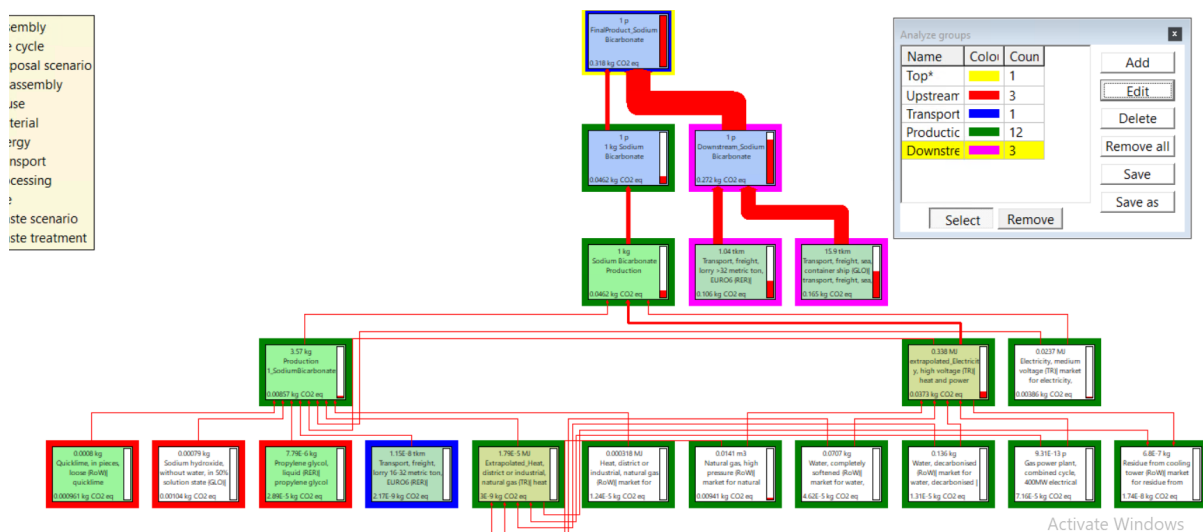 sembly
e cycle
posal scenario
assembly
use
aterial
ergy
nsport
ocessing
e
aste scenario
aste treatment
1 p
FinalProduct_Sodium
Bicarbonate
0.318 kg CO2 eq
Analyze groups
x
Name Colou Coun
Top* 1
Upstream 3
Transport 1
Productic 12
Downstre 3
Add
Edit
Delete
Remove all
Save
Save as
Select Remove
1 p
1 kg Sodium
Bicarbonate
0.0462 kg CO2 eq
1 p
Downstream_Sodium
Bicarbonate
0.272 kg CO2 eq
1 kg
Sodium Bicarbonate
Production
0.0462 kg CO2 eq
1.04 tkm
Transport, freight,
lorry >32 metric ton,
EURO6 {RER}|
0.106 kg CO2 eq
15.9 tkm
Transport, freight, sea,
container ship {GLO}|
transport, freight, sea,
0.165 kg CO2 eq
3.57 kg
Production
1_SodiumBicarbonate
0.00857 kg CO2 eq
0.338 MJ
extrapolated_Electricit
y, high voltage {TR}|
heat and power
0.0373 kg CO2 eq
0.0237 MJ
Electricity, medium
voltage {TR}| market
for electricity,
0.00386 kg CO2 eq
0.0008 kg
Quicklime, in pieces,
loose {RoW}|
quicklime
0.000961 kg CO2 eq
0.00079 kg
Sodium hydroxide,
without water, in 50%
solution state {GLO}|
0.00104 kg CO2 eq
7.79E-6 kg
Propylene glycol,
liquid {RER}|
propylene glycol
2.89E-5 kg CO2 eq
1.15E-8 tkm
Transport, freight,
lorry 16-32 metric ton,
EURO6 {RER}|
2.17E-9 kg CO2 eq
1.79E-5 MJ
Extrapolated_Heat,
district or industrial,
natural gas {TR}| heat
3E-9 kg CO2 eq
0.000318 MJ
Heat, district or
industrial, natural gas
{RoW}| market for
1.24E-5 kg CO2 eq
0.0141 m3
Natural gas, high
pressure {RoW}|
market for natural
0.00941 kg CO2 eq
0.0707 kg
Water, completely
softened {RoW}|
market for water,
4.62E-5 kg CO2 eq
0.136 kg
Water, decarbonised
{RoW}| market for
water, decarbonised |
1.31E-5 kg CO2 eq
9.31E-13 p
Gas power plant,
combined cycle,
400MW electrical
7.16E-5 kg CO2 eq
6.8E-7 kg
Residue from cooling
tower {RoW}| market
for residue from
1.74E-8 kg CO2 eq
Activate Windows